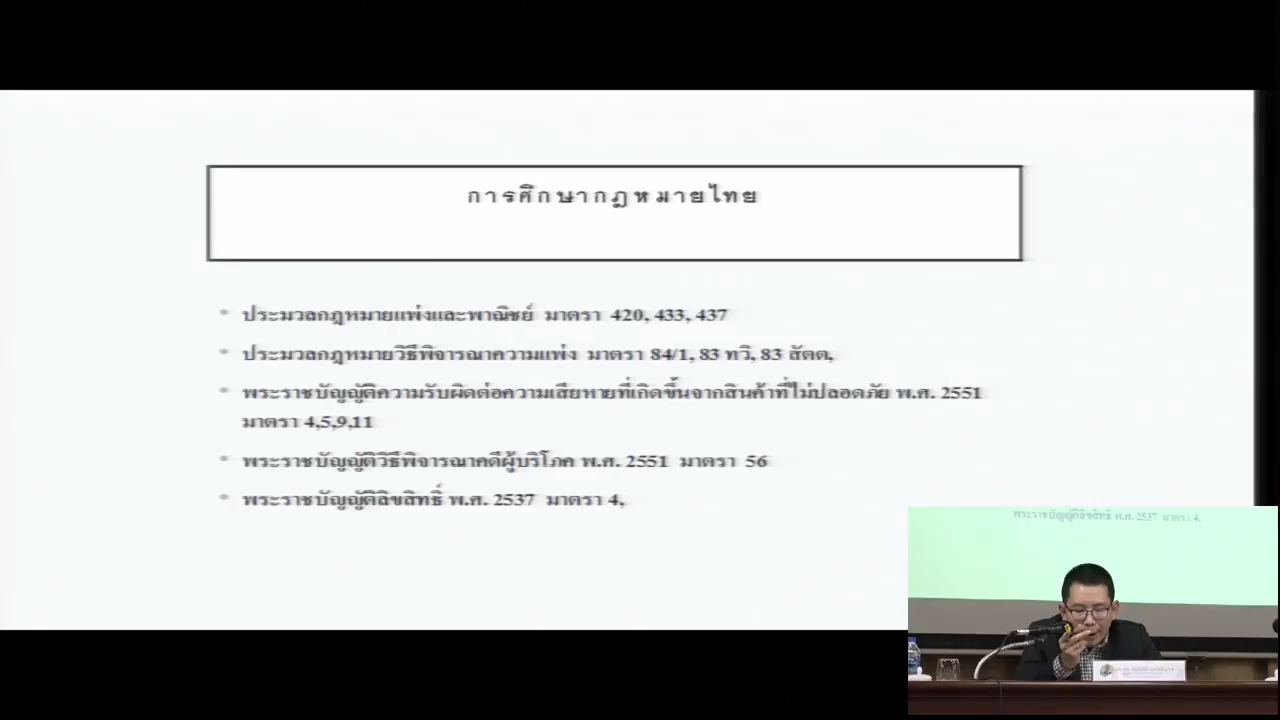 การศึกษากฎหมายไทย
• ประมวลกฎหมายแพ่งและพาณิชย์ มาตรา 420, 433, 437
• ประมวลกฎหมายวิธีพิจารณาความแพ่ง มาตรา 84/1, 83 ทวิ, 83 สัตต,
• พระราชบัญญัติความรับผิดต่อความเสียหายที่เกิดขึ้นจากสินค้าที่ไม่ปลอดภัย พ.ศ. 2551
มาตรา 4,5,9,11
• พระราชบัญญัติวิธีพิจารณาคดีผู้บริโภค พ.ศ. 2551 มาตรา 56
• พระราชบัญญัติลิขสิทธิ์ พ.ศ. 2537 มาตรา 4,
พระราชบัญญัติลิขสิทธิ์ พ.ศ. 2537 มาตรา 4,